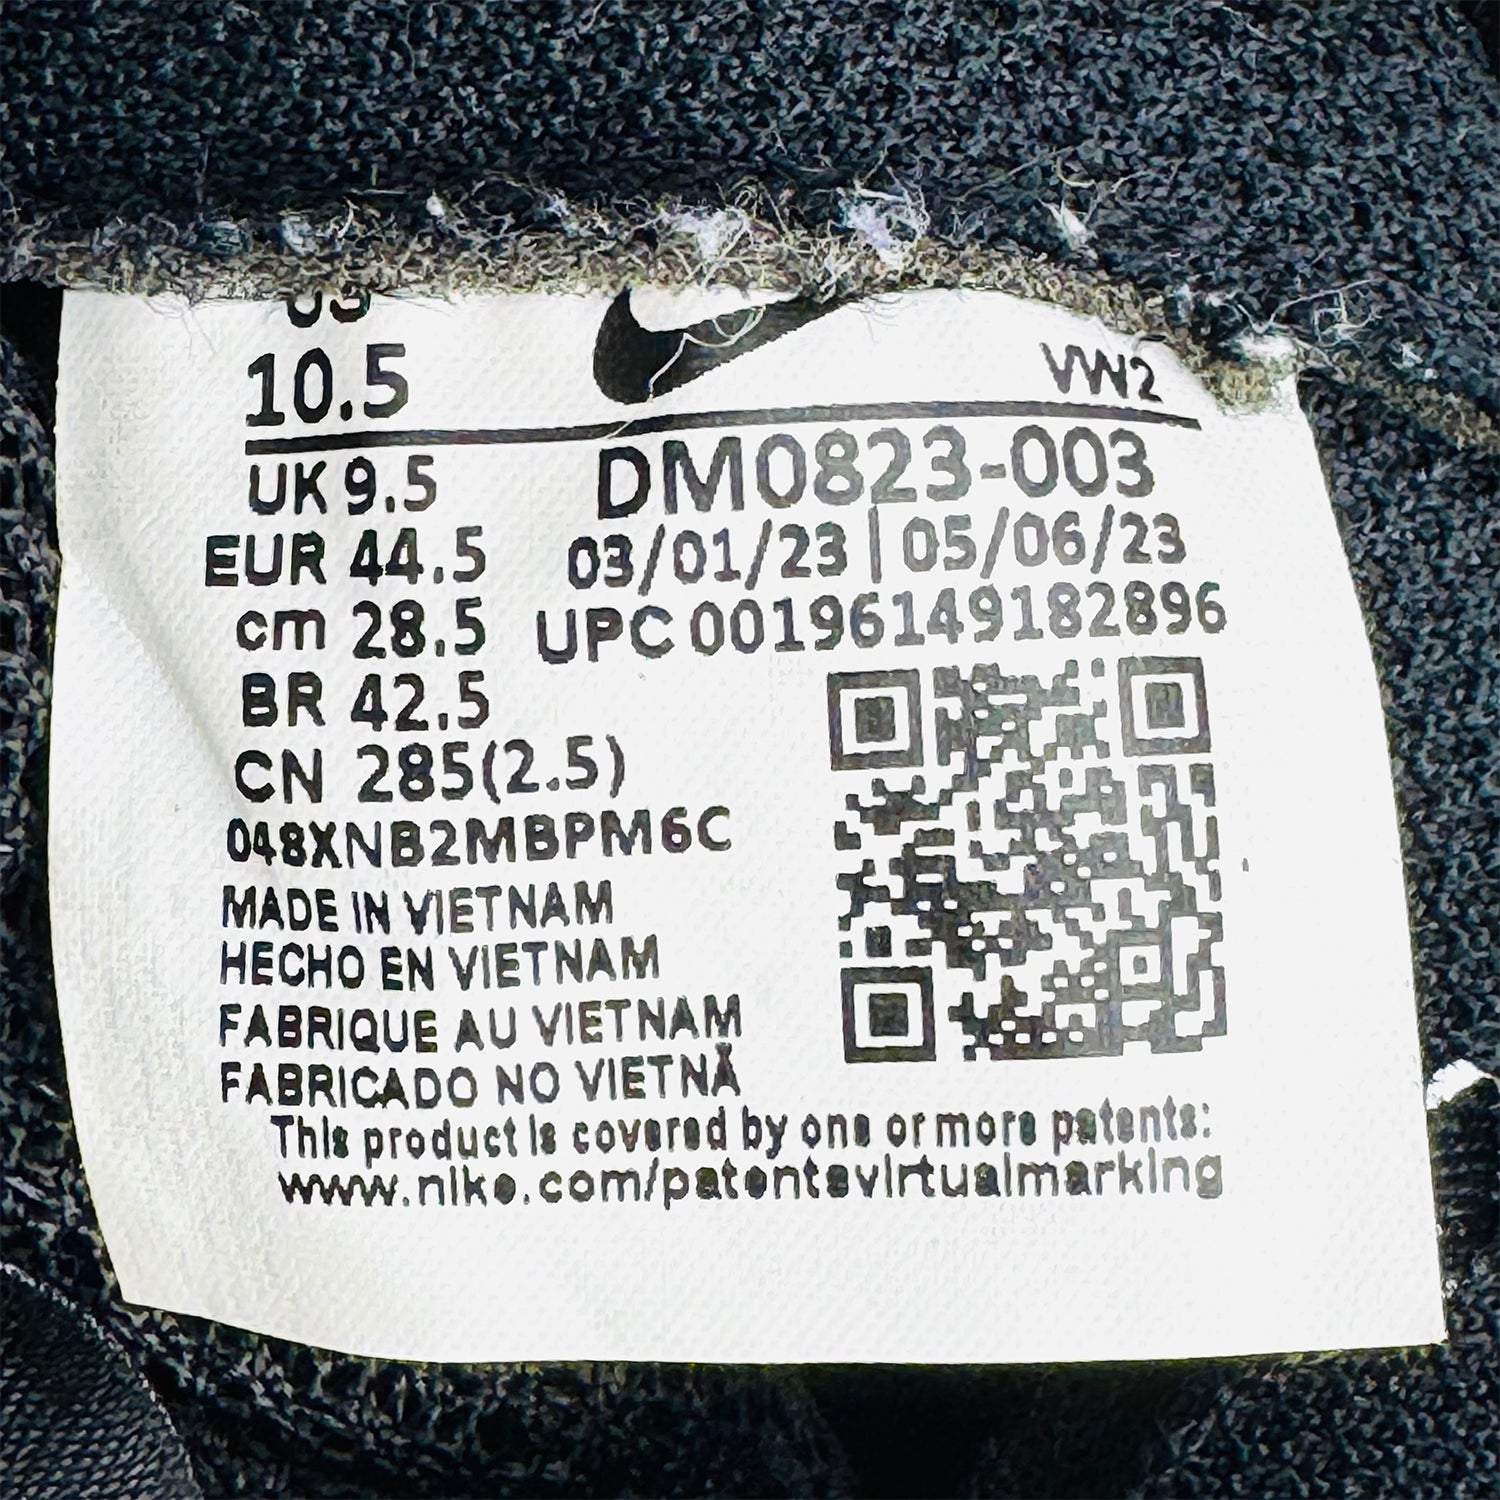 US
10.5
VW2
UK 9.5
DM0823-003
EUR 44.5
03/01/23 | 05/06/23
cm 28.5
UPC 00196149182896
BR 42.5
CN 285(2.5)
048XNB2MBPM6C
MADE IN VIETNAM
HECHO EN VIETNAM
FABRIQUE AU VIETNAM
FABRICADO NO VIETNÃ
This product is covered by one or more patents:
www.nike.com/patentsvirtualmarking